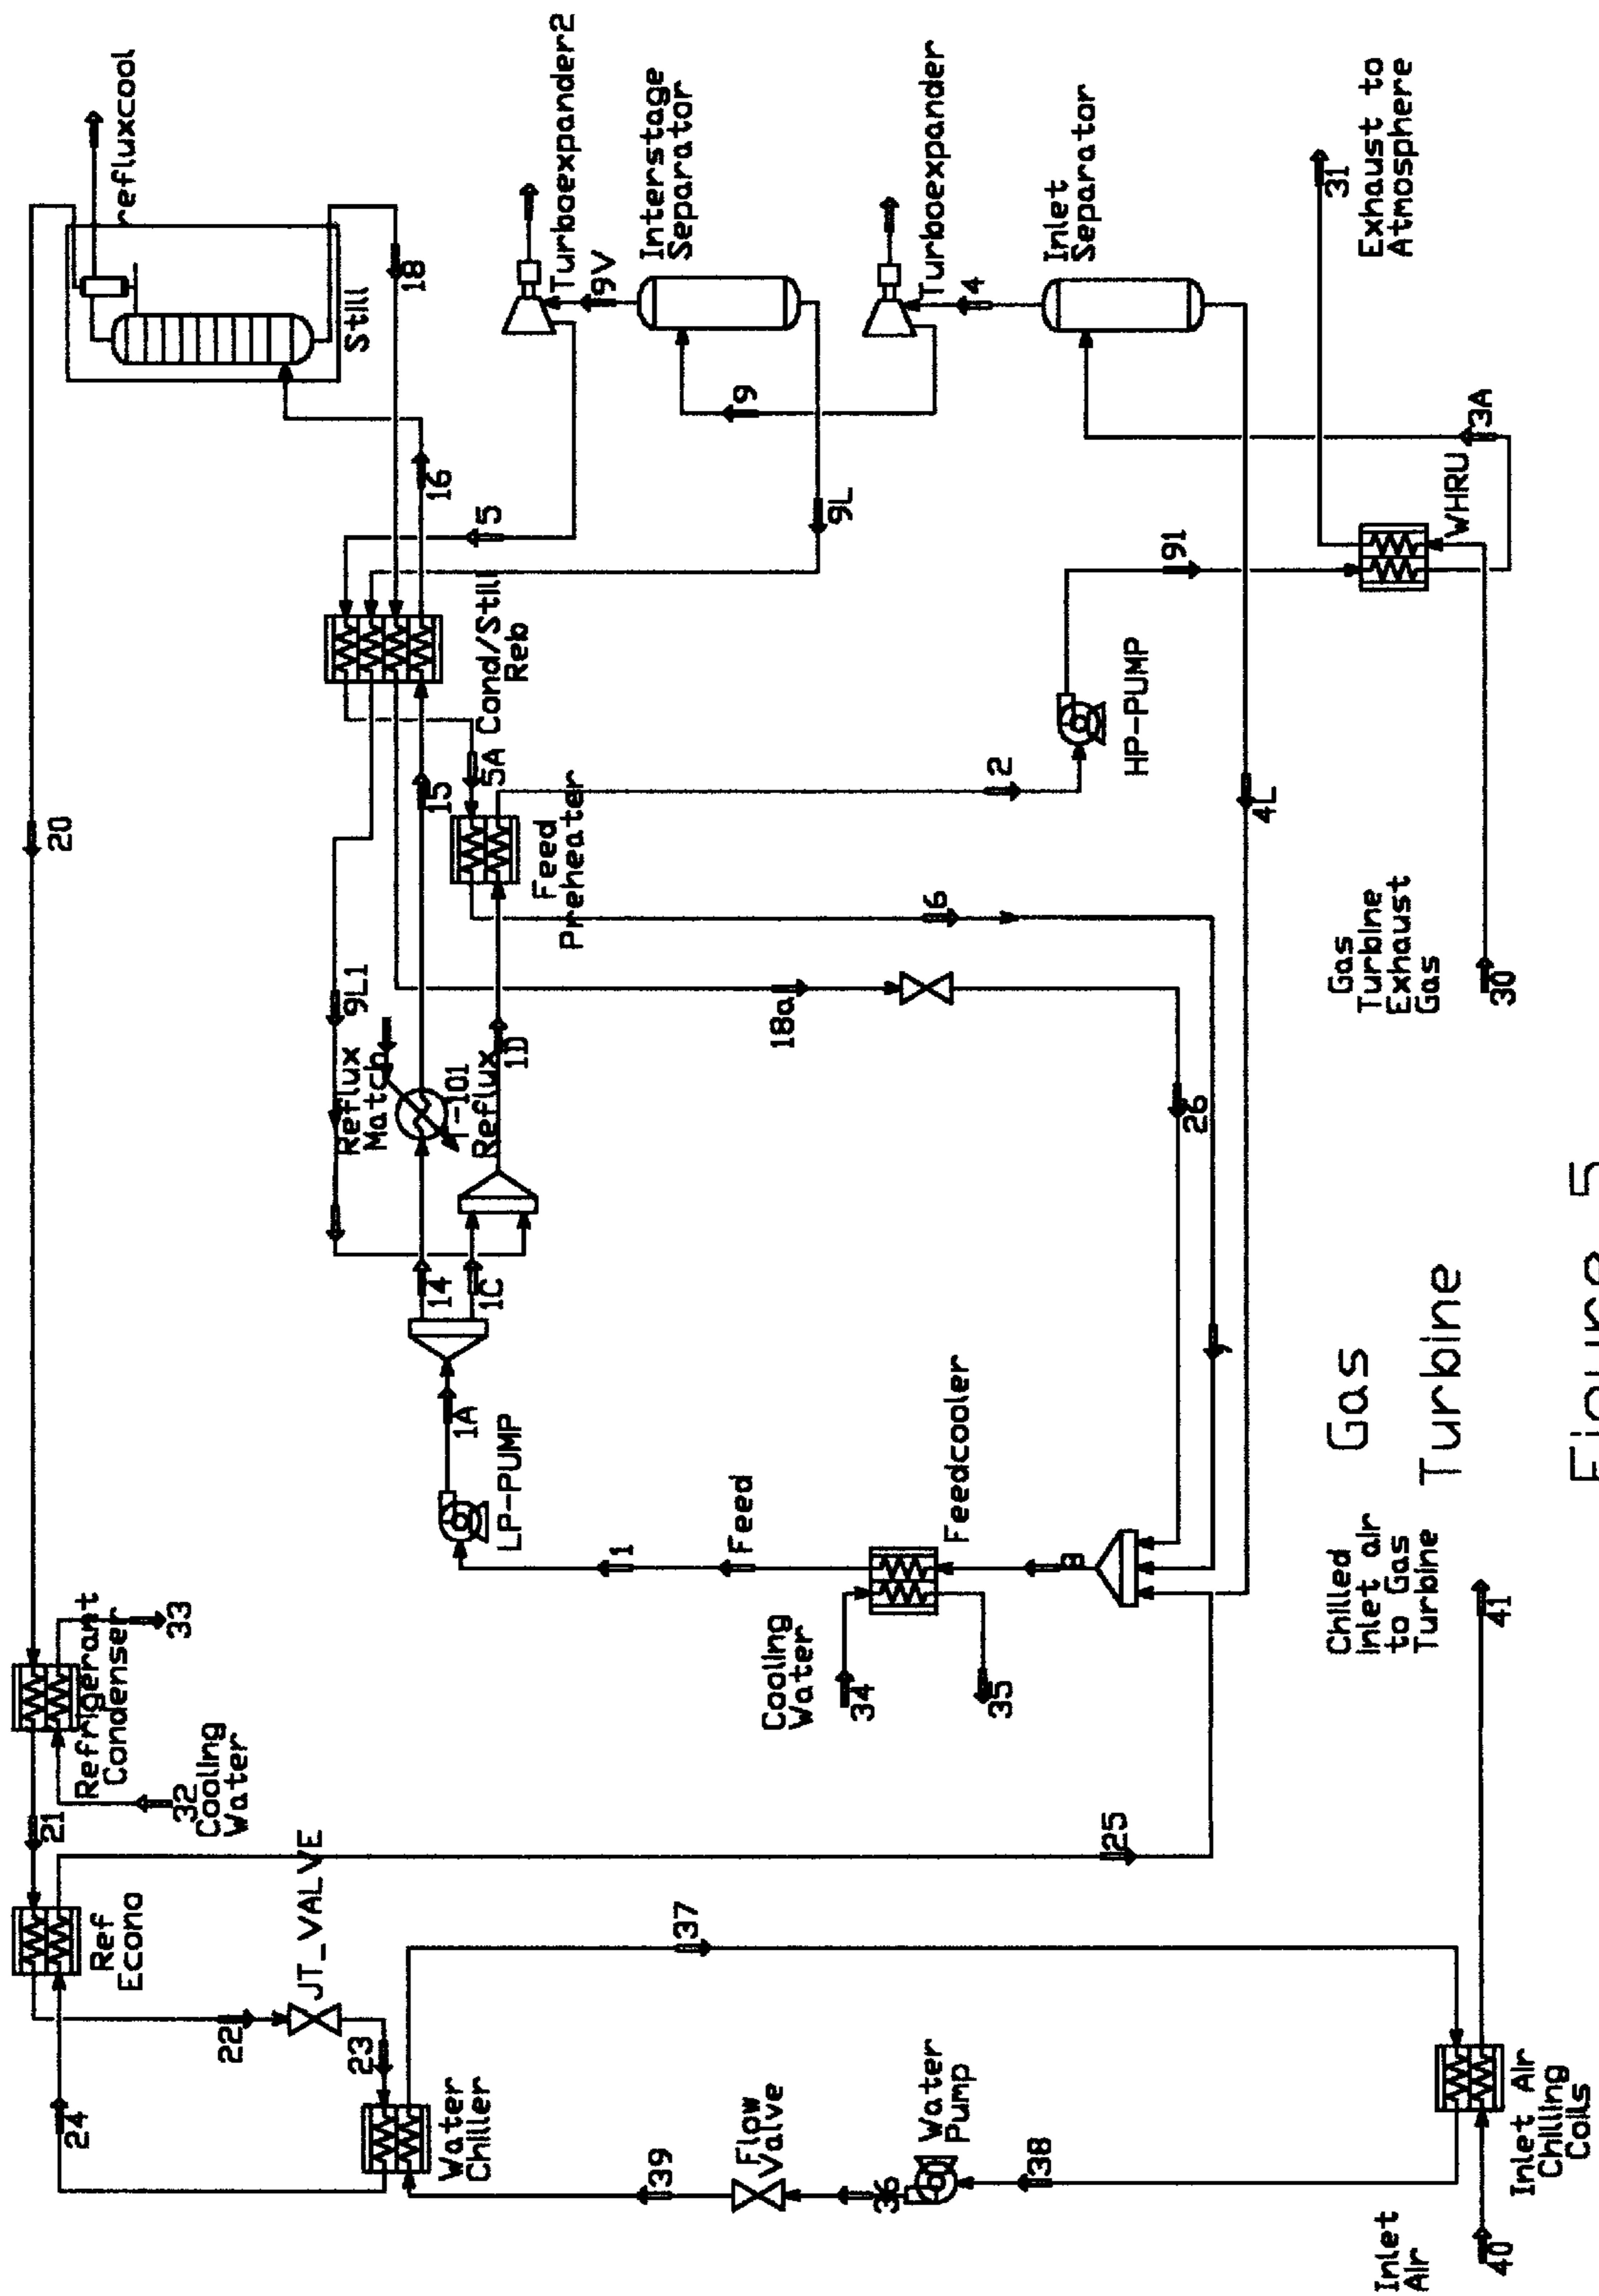 refluxcool
Still
Turboexpander2
9V
Interstage
Separator
Turboexpander
4
Inlet
Separator
31
Exhaust to
Atmosphere
18
16
5
9
9L
3A
WHRU
91
20
Cond/Still
Reb
5A
15
Feed
Preheater
2
HP-PUMP
4L
6
18a
Gas
Turbine
Exhaust
Gas
30
9L1
Reflux
Match
T-101
Reflux
1D
26
14
1C
7
1A
LP-PUMP
1
Feed
Feedcooler
8
Gas
Turbine
Figure 5
Chilled
inlet air
to Gas
Turbine
41
33
Refrigerant
Condenser
32
Cooling
Water
Cooling
Water
34
35
21
25
Ref
Econo
JT_VALVE
37
22
23
24
Water
Chiller
39
Flow
Valve
36
Water
Pump
38
Inlet Air
Chilling
Coils
Inlet
Air
40